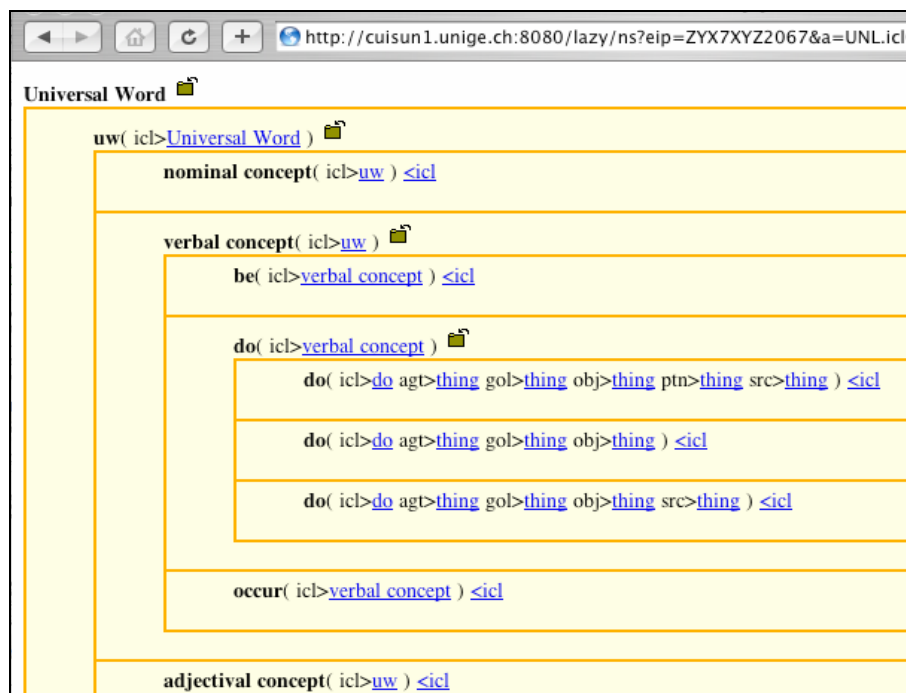 http://cuisun1.unige.ch:8080/lazy/ns?eip=ZYX7XYZ2067&a=UNL.icl
Universal Word
uw( icl>Universal Word )
nominal concept( icl>uw ) <icl
verbal concept( icl>uw )
be( icl>verbal concept ) <icl
do( icl>verbal concept )
do( icl>do agt>thing gol>thing obj>thing ptn>thing src>thing ) <icl
do( icl>do agt>thing gol>thing obj>thing ) <icl
do( icl>do agt>thing gol>thing obj>thing src>thing ) <icl
occur( icl>verbal concept ) <icl
adjectival concept( icl>uw ) <icl